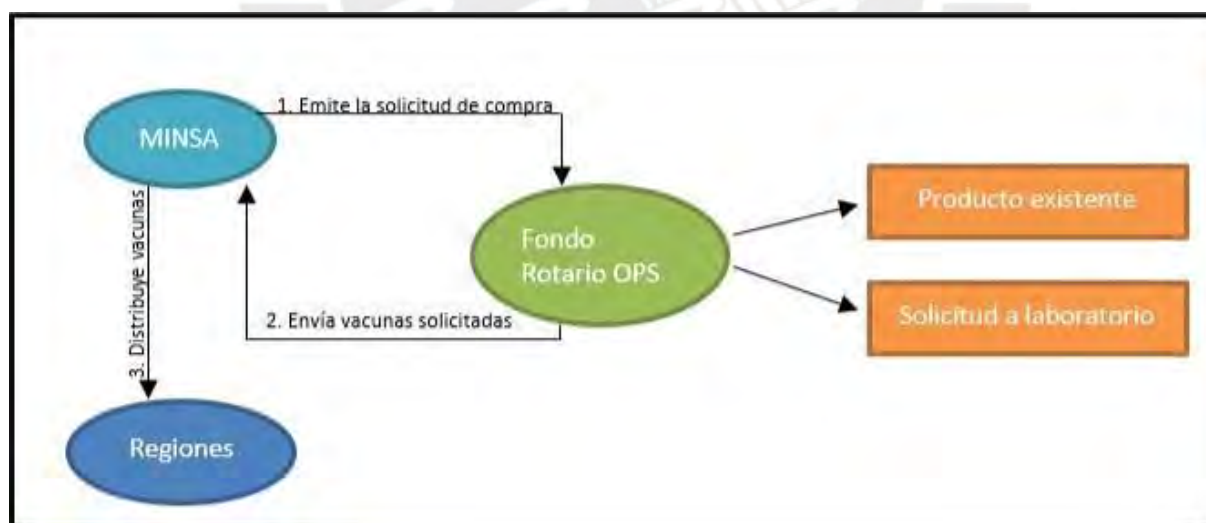 1. Emite la solicitud de compra
MINSA
Producto existente
3. Distribuye vacunas
Fondo
Rotario OPS
2. Envía vacunas solicitadas
Solicitud a laboratorio
Regiones